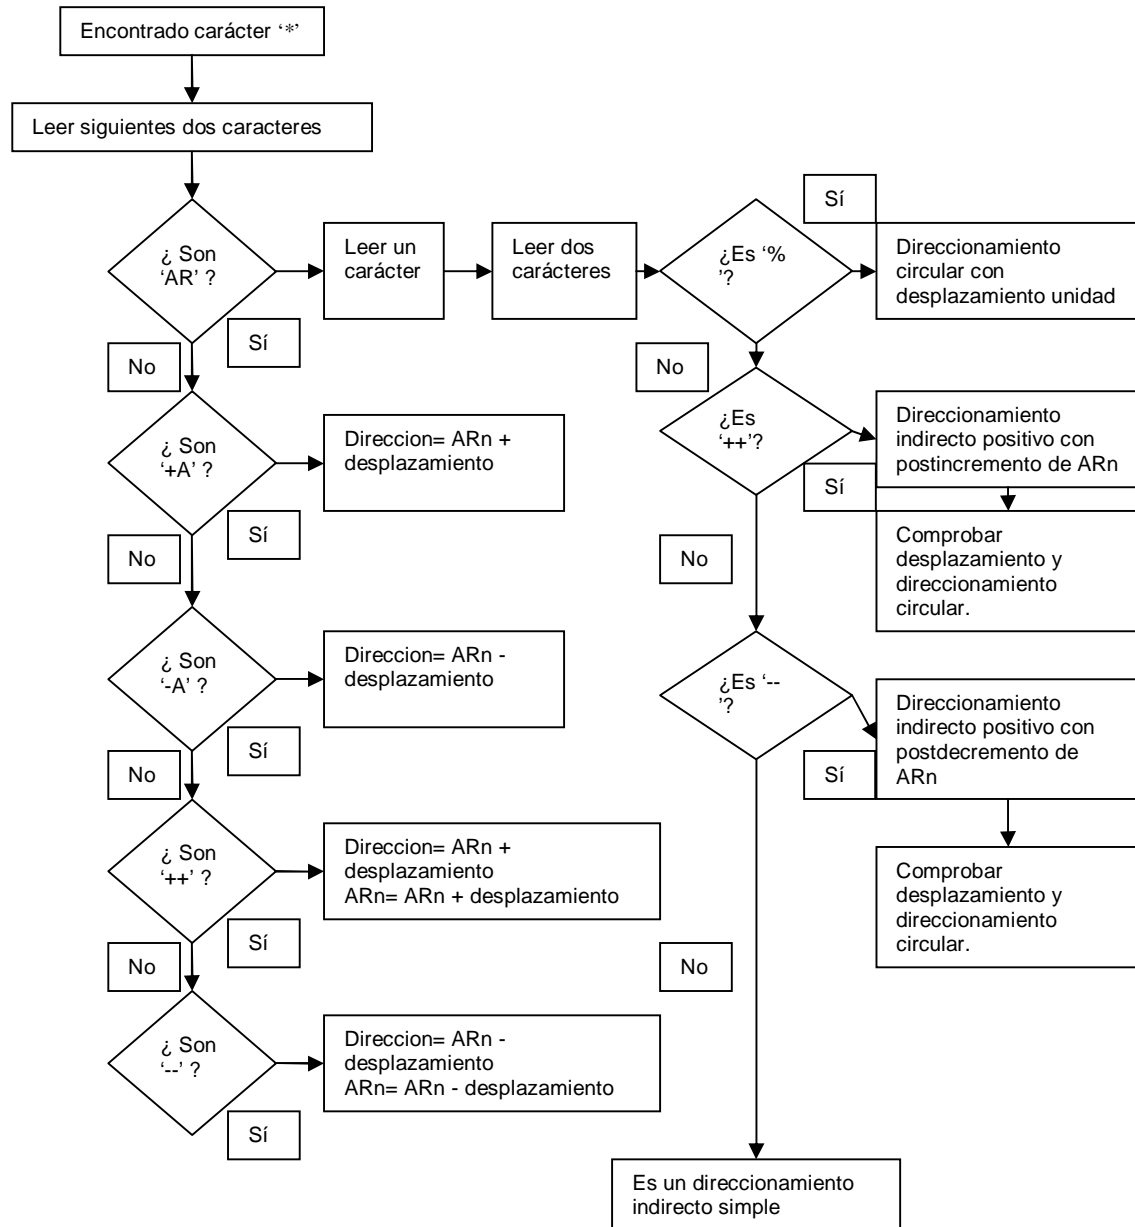 Encontrado carácter ‘*’
Leer siguientes dos caracteres
¿ Son
‘AR’ ?
Sí
No
Leer un
carácter
Leer dos
carácteres
¿Es ‘%
’?
Sí
Direccionamiento
circular con
desplazamiento unidad
No
¿ Son
‘+A’ ?
Sí
No
Direccion= ARn +
desplazamiento
¿Es
‘++’?
Sí
No
Direccionamiento
indirecto positivo con
postincremento de ARn
Comprobar
desplazamiento y
direccionamiento
circular.
¿ Son
‘-A’ ?
Sí
No
Direccion= ARn -
desplazamiento
¿Es ‘--
’?
Sí
No
Direccionamiento
indirecto positivo con
postdecremento de
ARn
Comprobar
desplazamiento y
direccionamiento
circular.
¿ Son
‘++’ ?
Sí
No
Direccion= ARn +
desplazamiento
ARn= ARn + desplazamiento
¿ Son
‘--’ ?
Sí
Direccion= ARn -
desplazamiento
ARn= ARn - desplazamiento
Es un direccionamiento
indirecto simple